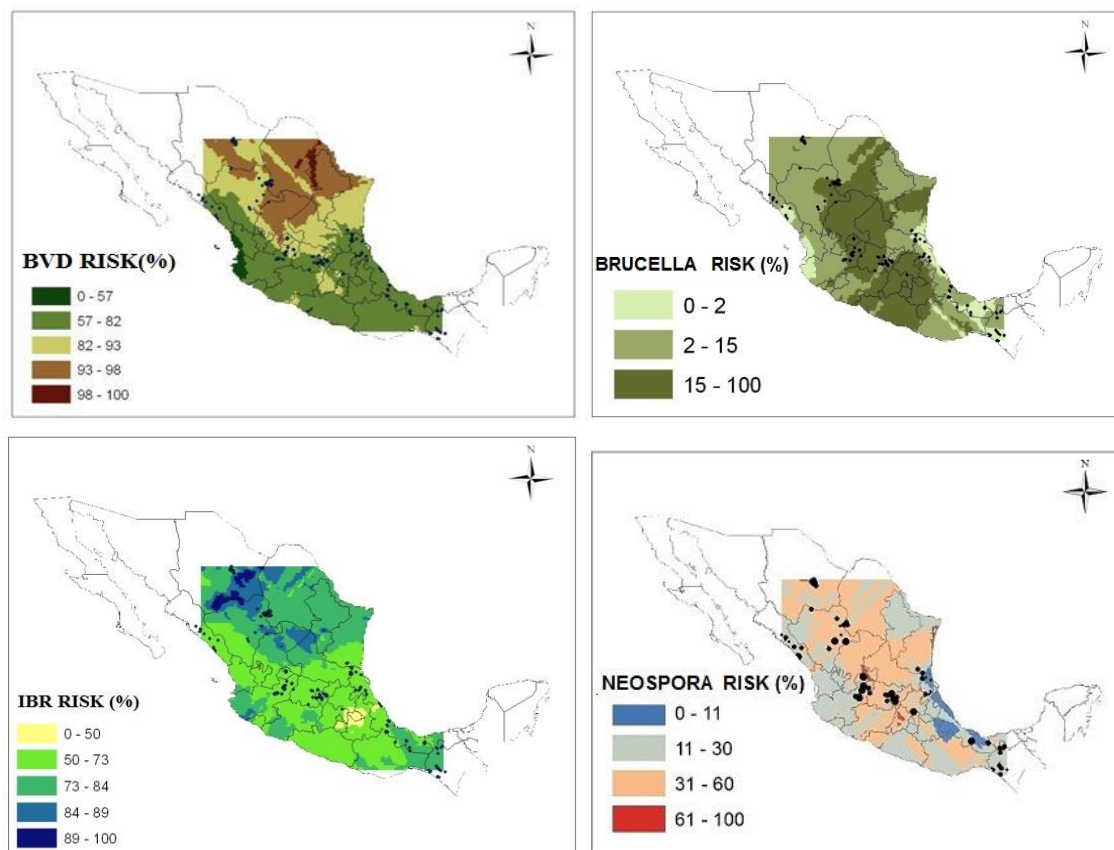 N
BVD RISK(%)
0 - 57
57 - 82
82 - 93
93 - 98
98 - 100
N
BRUCELLA RISK (%)
0 - 2
2 - 15
15 - 100
N
IBR RISK (%)
0 - 50
50 - 73
73 - 84
84 - 89
89 - 100
N
NEOSPORA RISK (%)
0 - 11
11 - 30
31 - 60
61 - 100